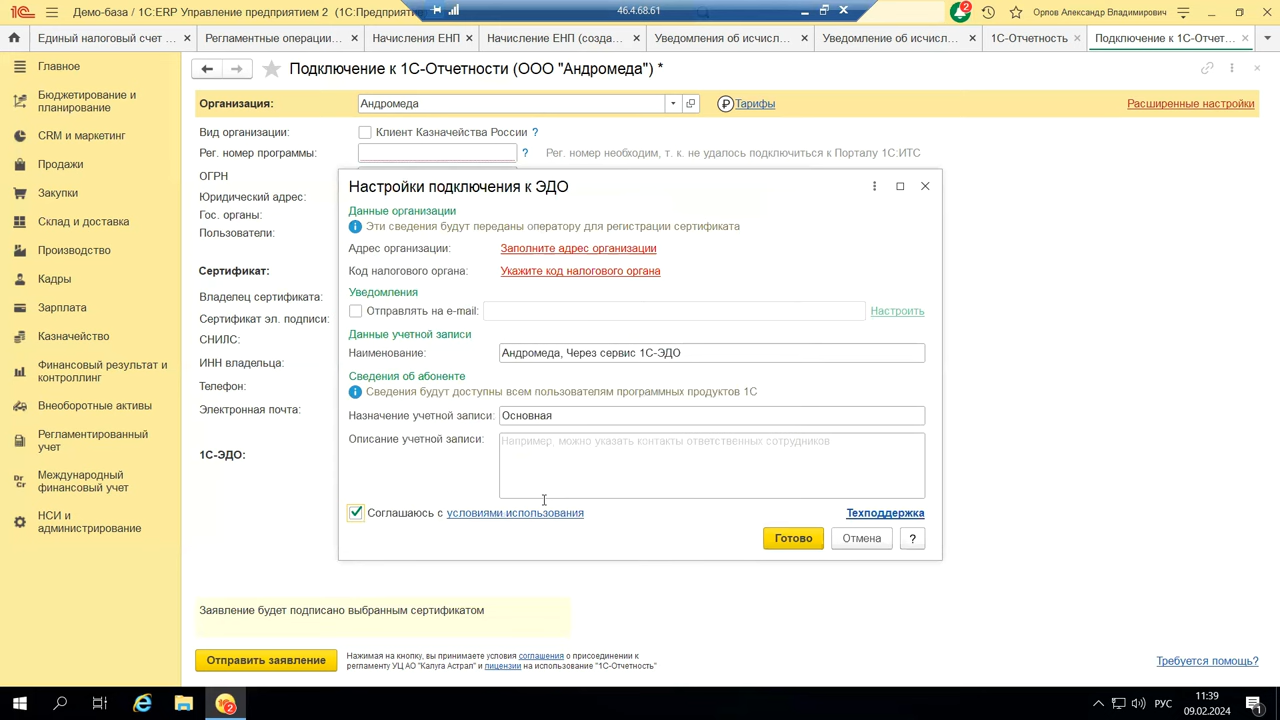 Демо-база / 1С:ERP Управление предприятием 2 (1С:Предприя
46.4.68.61
2
Орлов Александр Владимирович
Единый налоговый счет ...
Регламентные операции...
Начисления ЕНП
Начисление ЕНП (созда...
Уведомления об исчисл...
Уведомление об исчис...
1С-Отчетность
Подключение к 1С-Отчет...
Главное
Бюджетирование и
планирование
CRM и маркетинг
Продажи
Закупки
Склад и доставка
Производство
Кадры
Зарплата
Казначейство
Финансовый результат и
контроллинг
Внеоборотные активы
Регламентированный
учет
Международный
финансовый учет
НСИ и
администрирование
Подключение к 1С-Отчетности (ООО "Андромеда") *
Организация: Андромеда Тарифы Расширенные настройки
Вид организации: Клиент Казначейства России ?
Рег. номер программы: ? Рег. номер необходим, т. к. не удалось подключиться к Порталу 1С:ИТС
ОГРН
Юридический адрес:
Гос. органы:
Пользователи:
Сертификат:
Владелец сертификата:
Сертификат эл. подписи:
СНИЛС:
ИНН владельца:
Телефон:
Электронная почта:
1С-ЭДО:
Настройки подключения к ЭДО
Данные организации
Эти сведения будут переданы оператору для регистрации сертификата
Адрес организации: Заполните адрес организации
Код налогового органа: Укажите код налогового органа
Уведомления
Отправлять на e-mail: Настроить
Данные учетной записи
Наименование: Андромеда, Через сервис 1С-ЭДО
Сведения об абоненте
Сведения будут доступны всем пользователям программных продуктов 1С
Назначение учетной записи: Основная
Описание учетной записи: Например, можно указать контакты ответственных сотрудников
Соглашаюсь с условиями использования Техподдержка
Готово Отмена ?
Заявление будет подписано выбранным сертификатом
Отправить заявление
Нажимая на кнопку, вы принимаете условия соглашения о присоединении к
регламенту УЦ АО "Калуга Астрал" и лицензии на использование "1С-Отчетность"
Требуется помощь?
2
РУС
11:39
09.02.2024
1